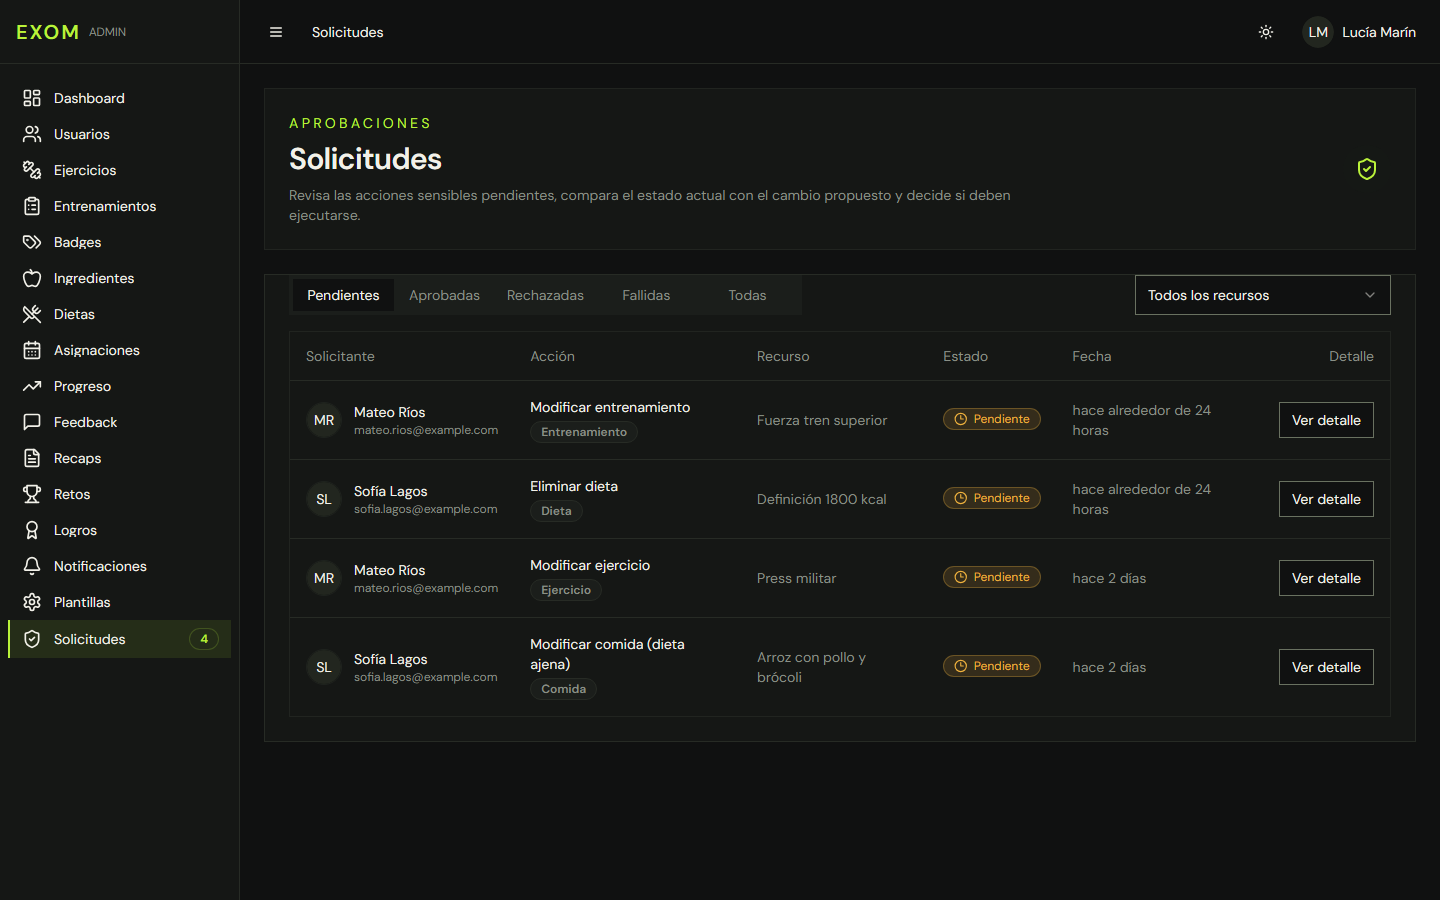 EXOM ADMIN
Solicitudes
LM Lucía Marín
Dashboard
Usuarios
Ejercicios
Entrenamientos
Badges
Ingredientes
Dietas
Asignaciones
Progreso
Feedback
Recaps
Retos
Logros
Notificaciones
Plantillas
Solicitudes 4
APROBACIONES
Solicitudes
Revisa las acciones sensibles pendientes, compara el estado actual con el cambio propuesto y decide si deben
ejecutarse.
Pendientes Aprobadas Rechazadas Fallidas Todas
Todos los recursos
Solicitante Acción Recurso Estado Fecha Detalle
MR Mateo Ríos
mateo.rios@example.com
Modificar entrenamiento
Entrenamiento
Fuerza tren superior
Pendiente
hace alrededor de 24
horas
Ver detalle
SL Sofía Lagos
sofia.lagos@example.com
Eliminar dieta
Dieta
Definición 1800 kcal
Pendiente
hace alrededor de 24
horas
Ver detalle
MR Mateo Ríos
mateo.rios@example.com
Modificar ejercicio
Ejercicio
Press militar
Pendiente
hace 2 días
Ver detalle
SL Sofía Lagos
sofia.lagos@example.com
Modificar comida (dieta
ajena)
Comida
Arroz con pollo y
brócoli
Pendiente
hace 2 días
Ver detalle